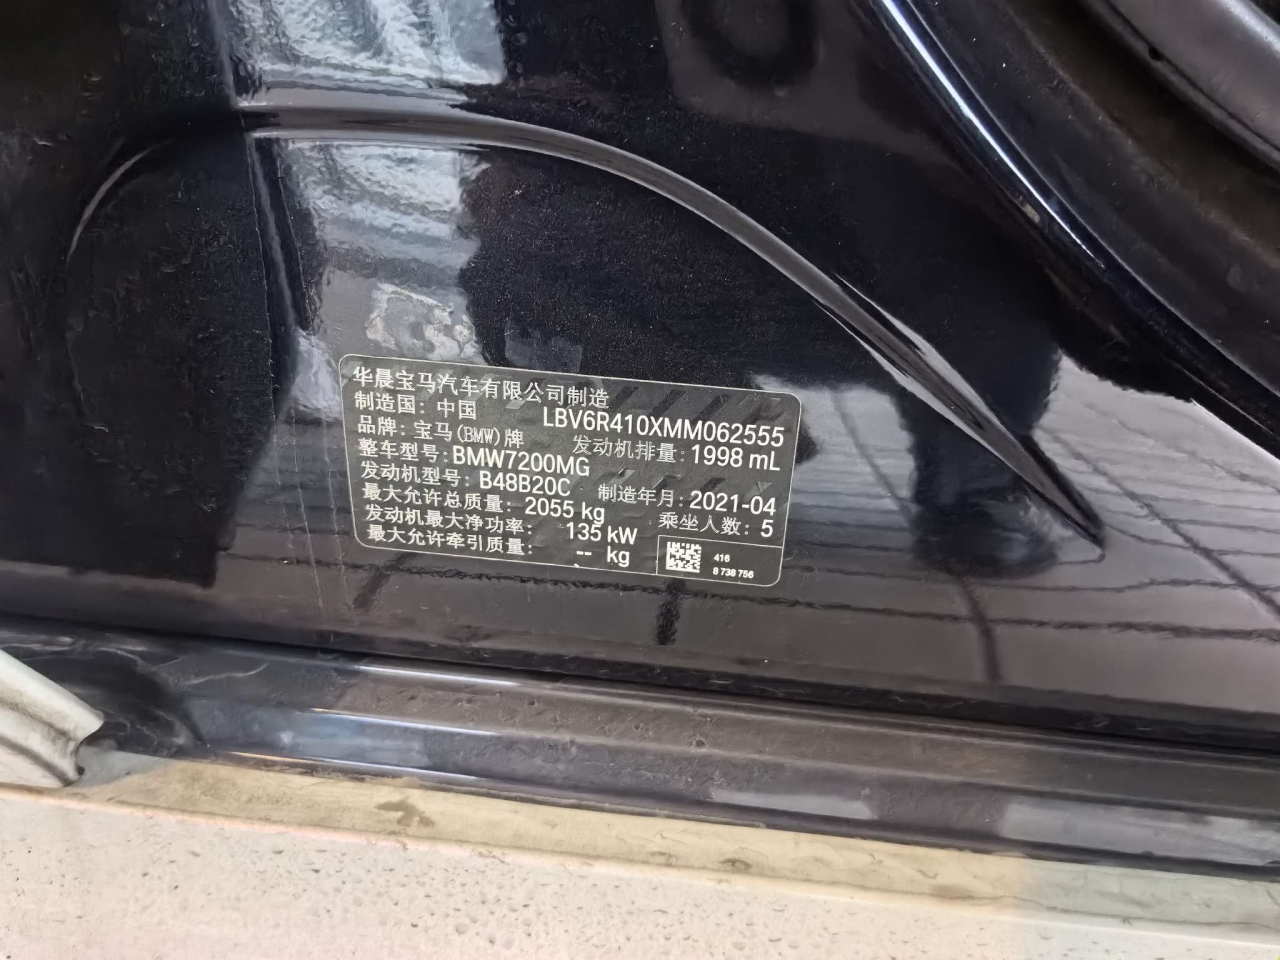 华晨宝马汽车有限公司制造
制造国：中国 LBV6R410XMM062555
品牌：宝马(BMW)牌 发动机排量：1998 mL
整车型号：BMW7200MG
发动机型号：B48B20C 制造年月：2021-04
最大允许总质量：2055 kg 乘坐人数：5
发动机最大净功率：135 kW
最大允许牵引质量：-- kg
416
8 738 756